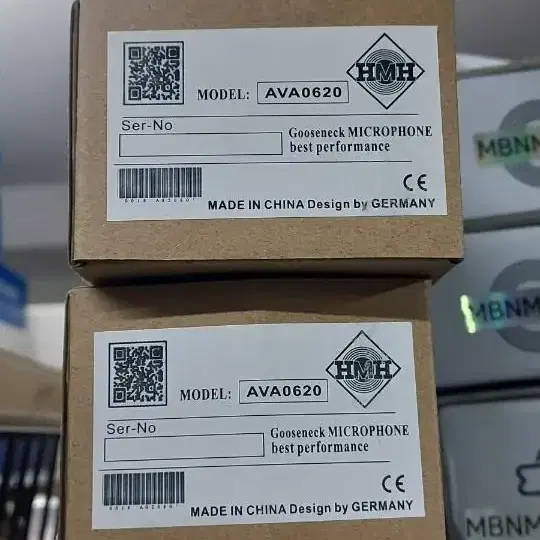 HMH
MODEL: AVA0620
Ser-No
Gooseneck MICROPHONE
best performance
CE
MADE IN CHINA Design by GERMANY
HMH
MODEL: AVA0620
Ser-No
Gooseneck MICROPHONE
best performance
CE
MADE IN CHINA Design by GERMANY
MBNM
MBNM
MBNM